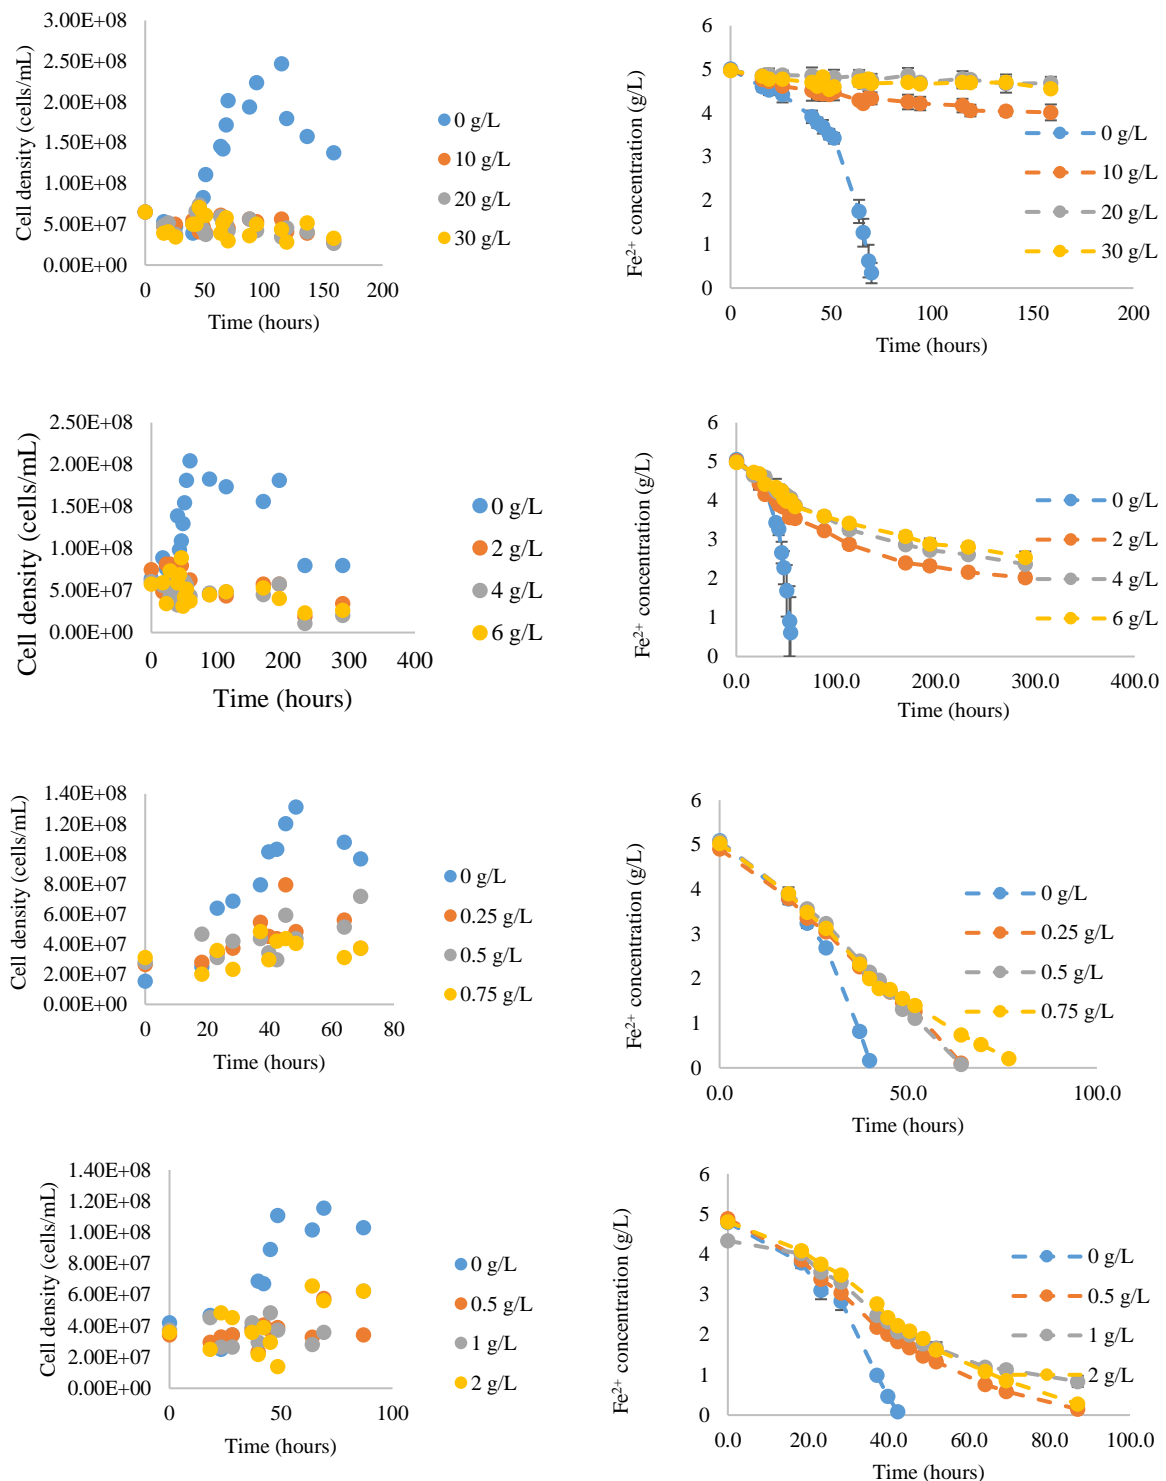 3.00E+08
2.50E+08
2.00E+08
1.50E+08
1.00E+08
5.00E+07
0.00E+00
Cell density (cells/mL)
0 50 100 150 200
Time (hours)
0 g/L
10 g/L
20 g/L
30 g/L
6
5
4
3
2
1
0
Fe²⁺ concentration (g/L)
0 50 100 150 200
Time (hours)
0 g/L
10 g/L
20 g/L
30 g/L
2.50E+08
2.00E+08
1.50E+08
1.00E+08
5.00E+07
0.00E+00
Cell density (cells/mL)
0 100 200 300 400
Time (hours)
0 g/L
2 g/L
4 g/L
6 g/L
6
5
4
3
2
1
0
Fe²⁺ concentration (g/L)
0.0 100.0 200.0 300.0 400.0
Time (hours)
0 g/L
2 g/L
4 g/L
6 g/L
1.40E+08
1.20E+08
1.00E+08
8.00E+07
6.00E+07
4.00E+07
2.00E+07
0.00E+00
Cell density (cells/mL)
0 20 40 60 80
Time (hours)
0 g/L
0.25 g/L
0.5 g/L
0.75 g/L
6
5
4
3
2
1
0
Fe²⁺ concentration (g/L)
0.0 50.0 100.0
Time (hours)
0 g/L
0.25 g/L
0.5 g/L
0.75 g/L
1.40E+08
1.20E+08
1.00E+08
8.00E+07
6.00E+07
4.00E+07
2.00E+07
0.00E+00
Cell density (cells/mL)
0 50 100
Time (hours)
0 g/L
0.5 g/L
1 g/L
2 g/L
6
5
4
3
2
1
0
Fe²⁺ concentration (g/L)
0.0 20.0 40.0 60.0 80.0 100.0
Time (hours)
0 g/L
0.5 g/L
1 g/L
2 g/L